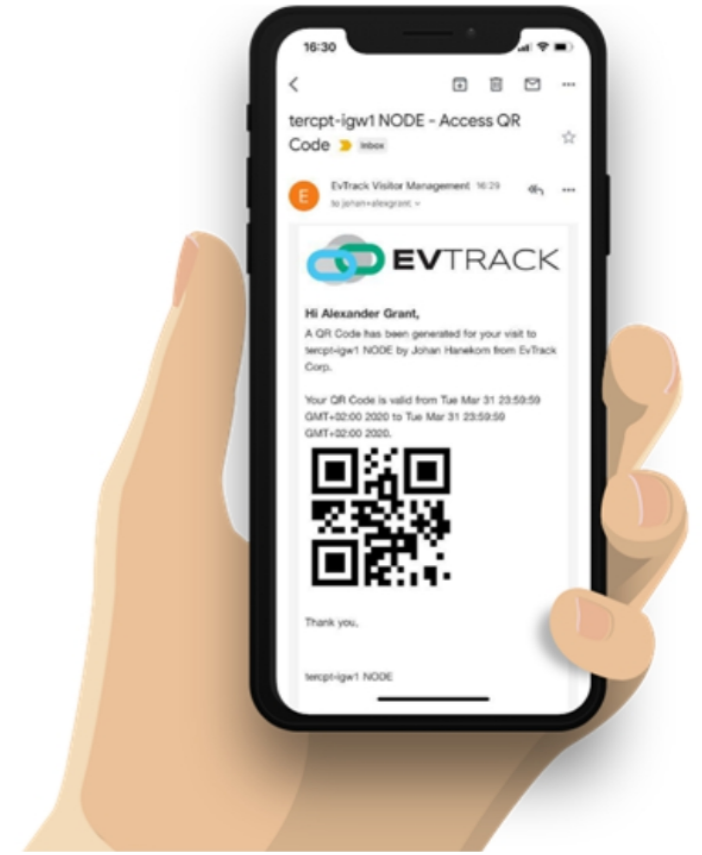 16:30
tercpt-igw1 NODE - Access QR
Code Inbox
E
EvTrack Visitor Management 16:29
to johan+alexgrant
EVTRACK
Hi Alexander Grant,
A QR Code has been generated for your visit to
tercpt-igw1 NODE by Johan Hanekom from EvTrack
Corp.
Your QR Code is valid from Tue Mar 31 23:59:59
GMT+02:00 2020 to Tue Mar 31 23:59:59
GMT+02:00 2020.
Thank you,
tercpt-igw1 NODE